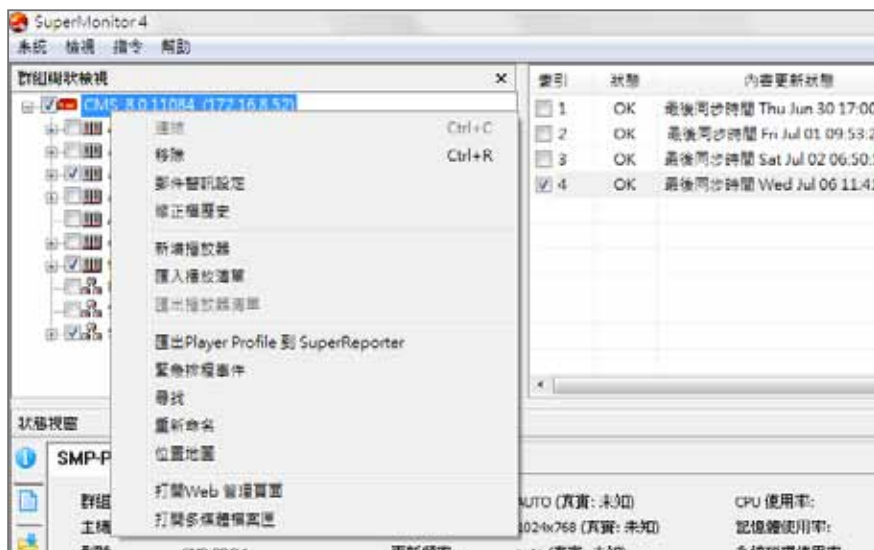 SuperMonitor 4
系統 檢視 指令 幫助
群組樹狀檢視
CMS 8.0.11084 (172.16.8.52)
連線 Ctrl+C
移除 Ctrl+R
郵件警訊設定
修正檔歷史
新增播放器
匯入播放清單
匯出播放器清單
匯出Player Profile 到 SuperReporter
緊急排程事件
尋找
重新命名
位置地圖
打開Web 管理頁面
打開多媒體檔案匣
索引 狀態 內容更新狀態
1 OK 最後同步時間 Thu Jun 30 17:00
2 OK 最後同步時間 Fri Jul 01 09:53:2
3 OK 最後同步時間 Sat Jul 02 06:50:
4 OK 最後同步時間 Wed Jul 06 11:4
狀態視窗
SMP-P
群組 AUTO (真實: 未知) CPU 使用率:
主機 1024x768 (真實: 未知) 記憶體使用率: